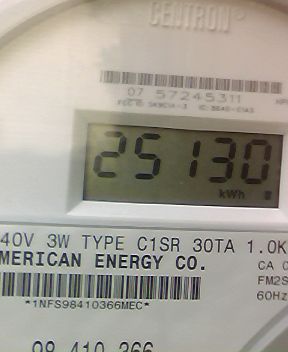 CENTRON®
07 57245311
25130
kWh
40V 3W TYPE C1SR 30TA 1.0K
MERICAN ENERGY CO.
CA 0
FM2S
60Hz
*1NFS98410366MEC*
98 410 366